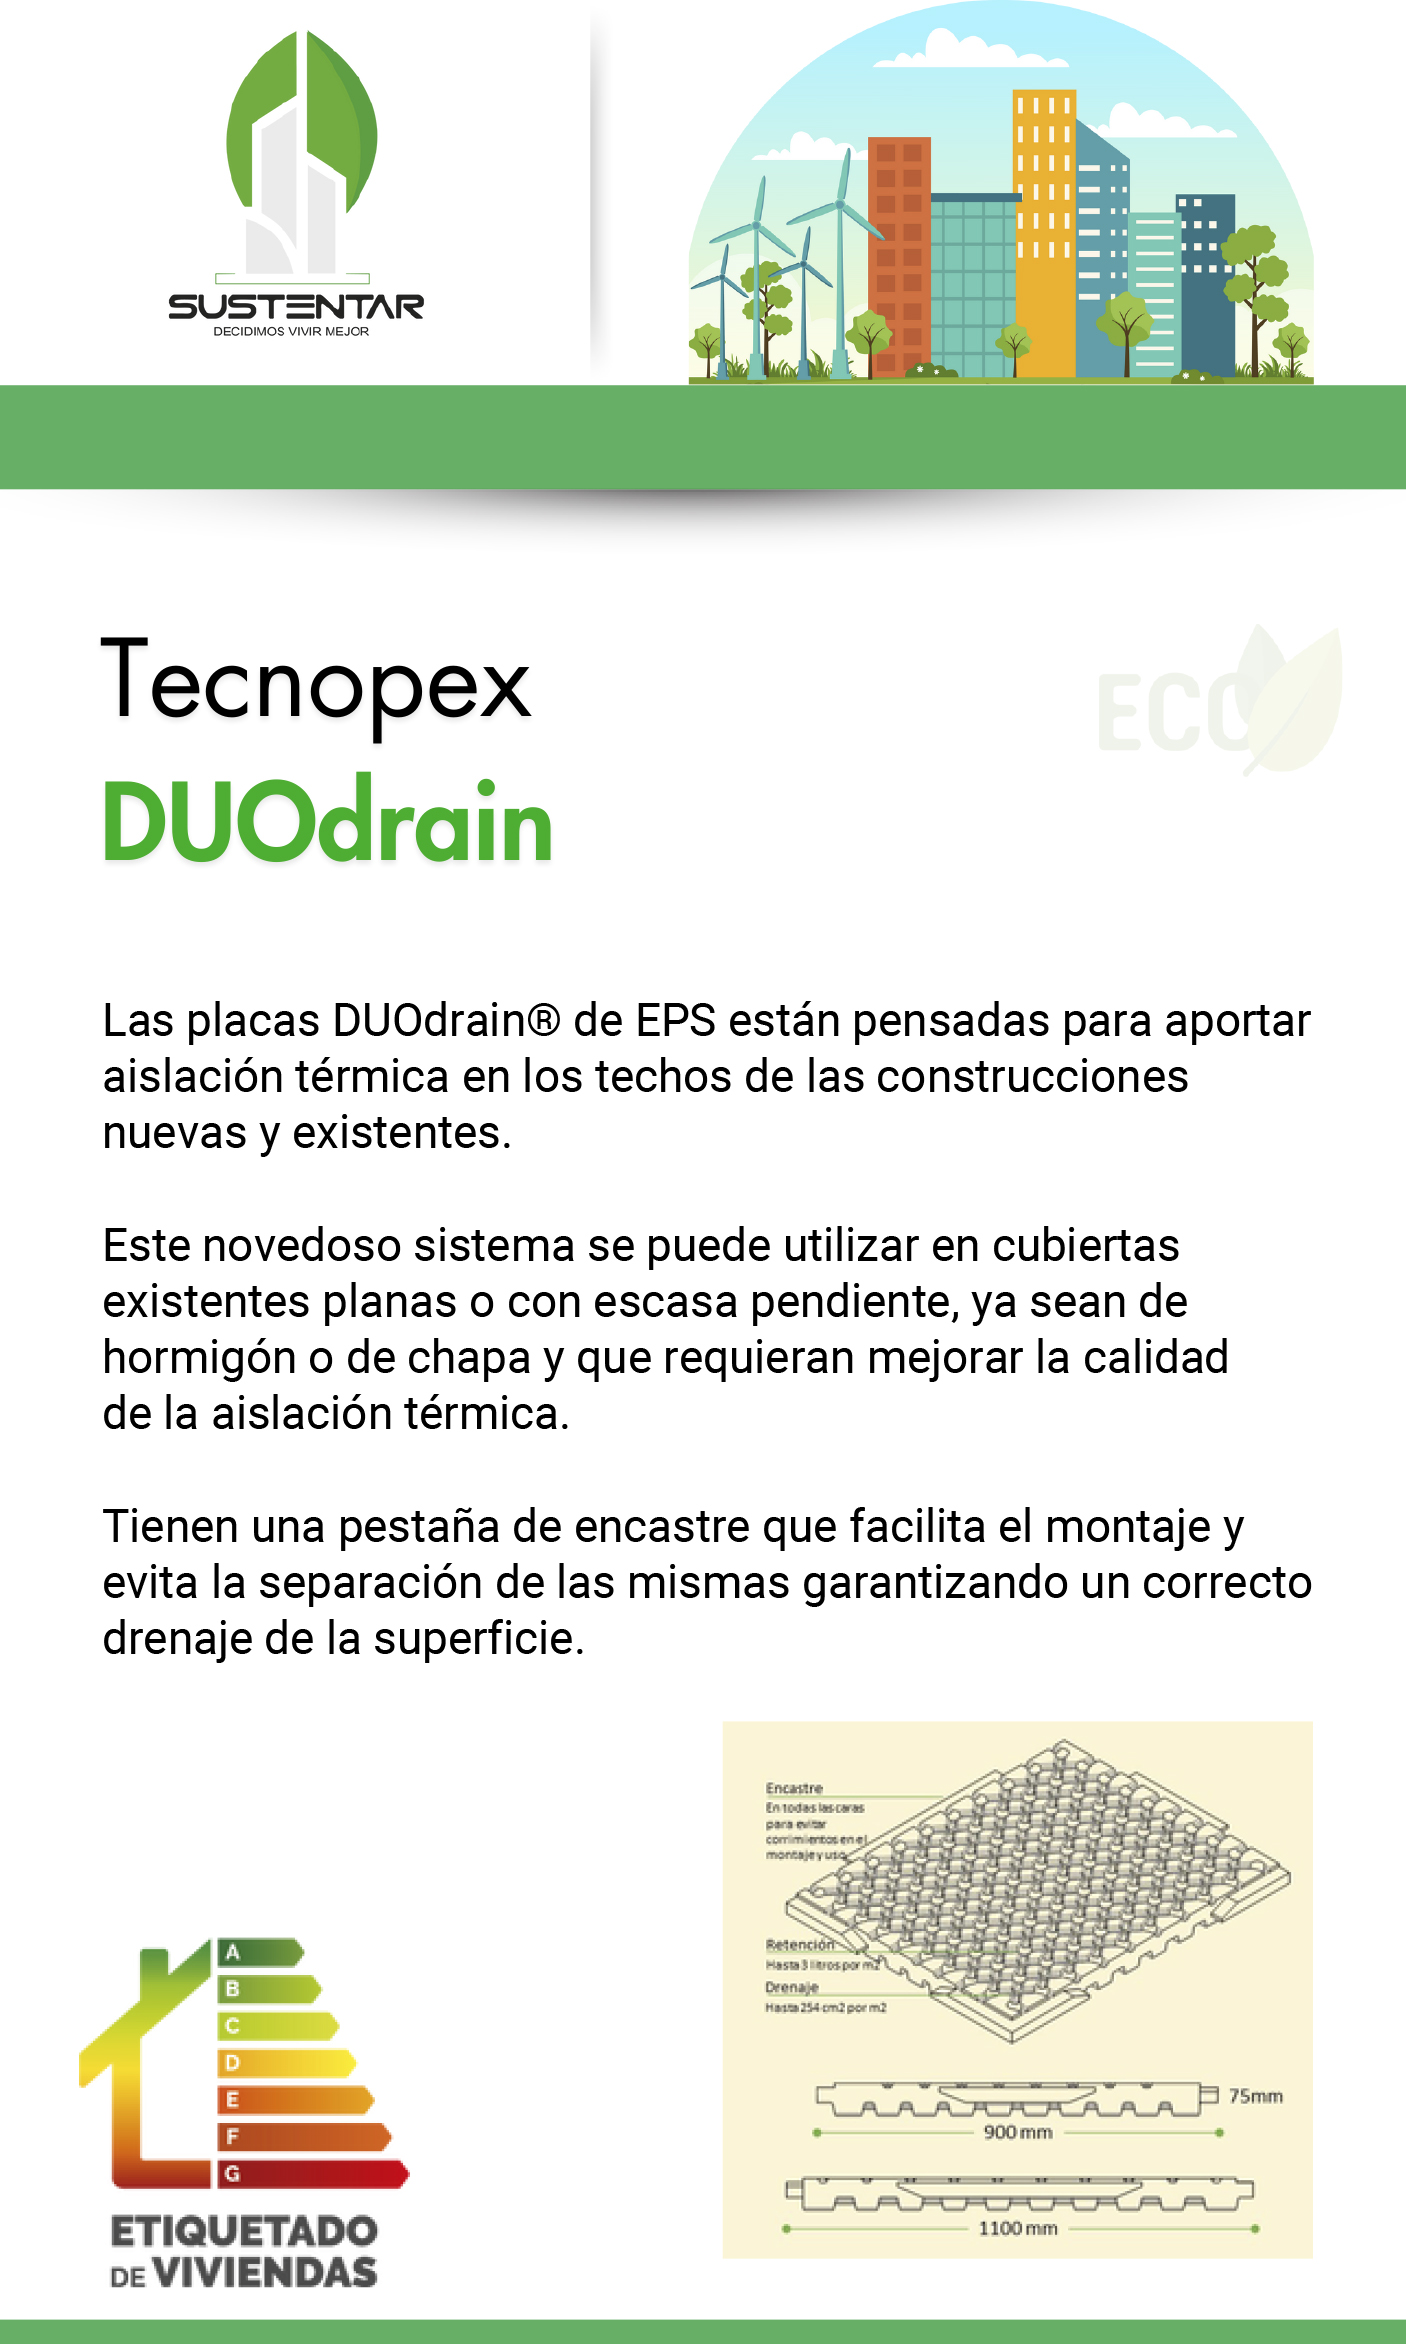 SUSTENTAR
DECIDIMOS VIVIR MEJOR
Tecnopex
ECO
DUOdrain
Las placas DUOdrain® de EPS están pensadas para aportar
aislación térmica en los techos de las construcciones
nuevas y existentes.
Este novedoso sistema se puede utilizar en cubiertas
existentes planas o con escasa pendiente, ya sean de
hormigón o de chapa y que requieran mejorar la calidad
de la aislación térmica.
Tienen una pestaña de encastre que facilita el montaje y
evita la separación de las mismas garantizando un correcto
drenaje de la superficie.
Encastre
En todas las caras
para evitar
corrimientos en el
montaje y uso
Retención
Hasta 3 litros por m2
Drenaje
Hasta 254 cm2 por m2
75mm
900 mm
1100 mm
A
B
C
D
E
F
G
ETIQUETADO
DE VIVIENDAS